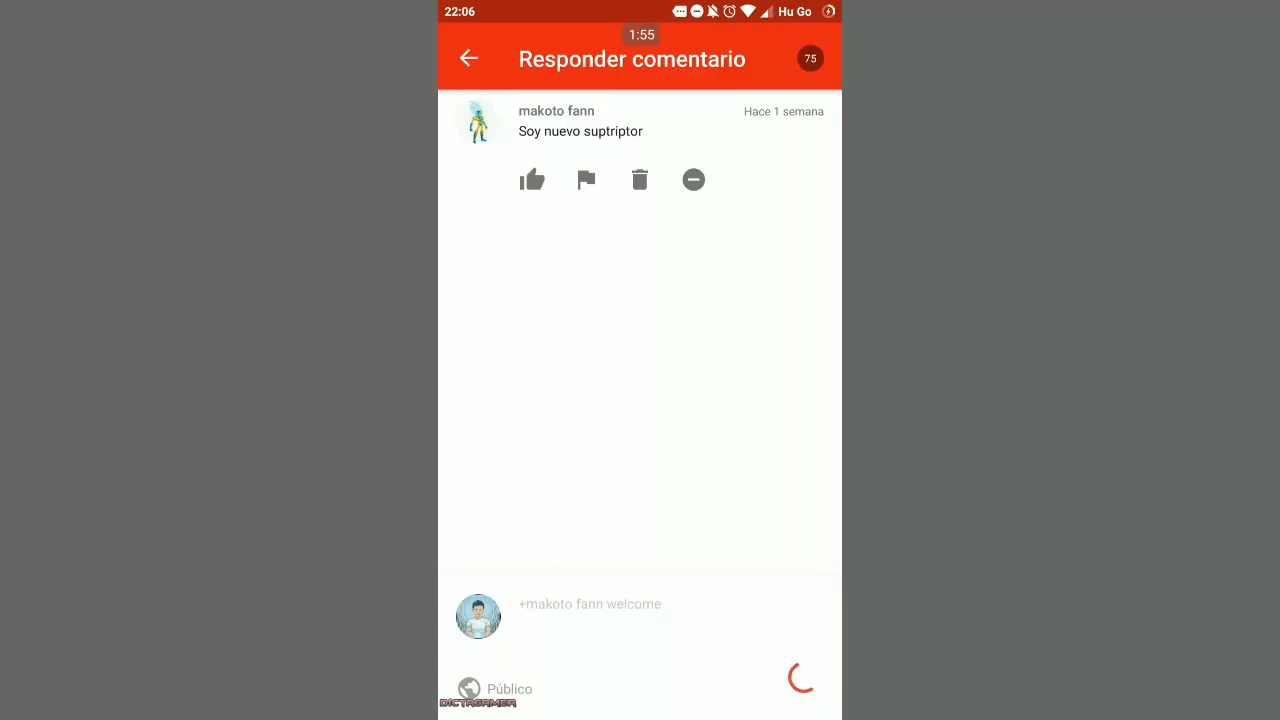 22:06
Hu Go
1:55
Responder comentario
75
makoto fann
Hace 1 semana
Soy nuevo suptriptor
+makoto fann welcome
Público
DICTAGAMER